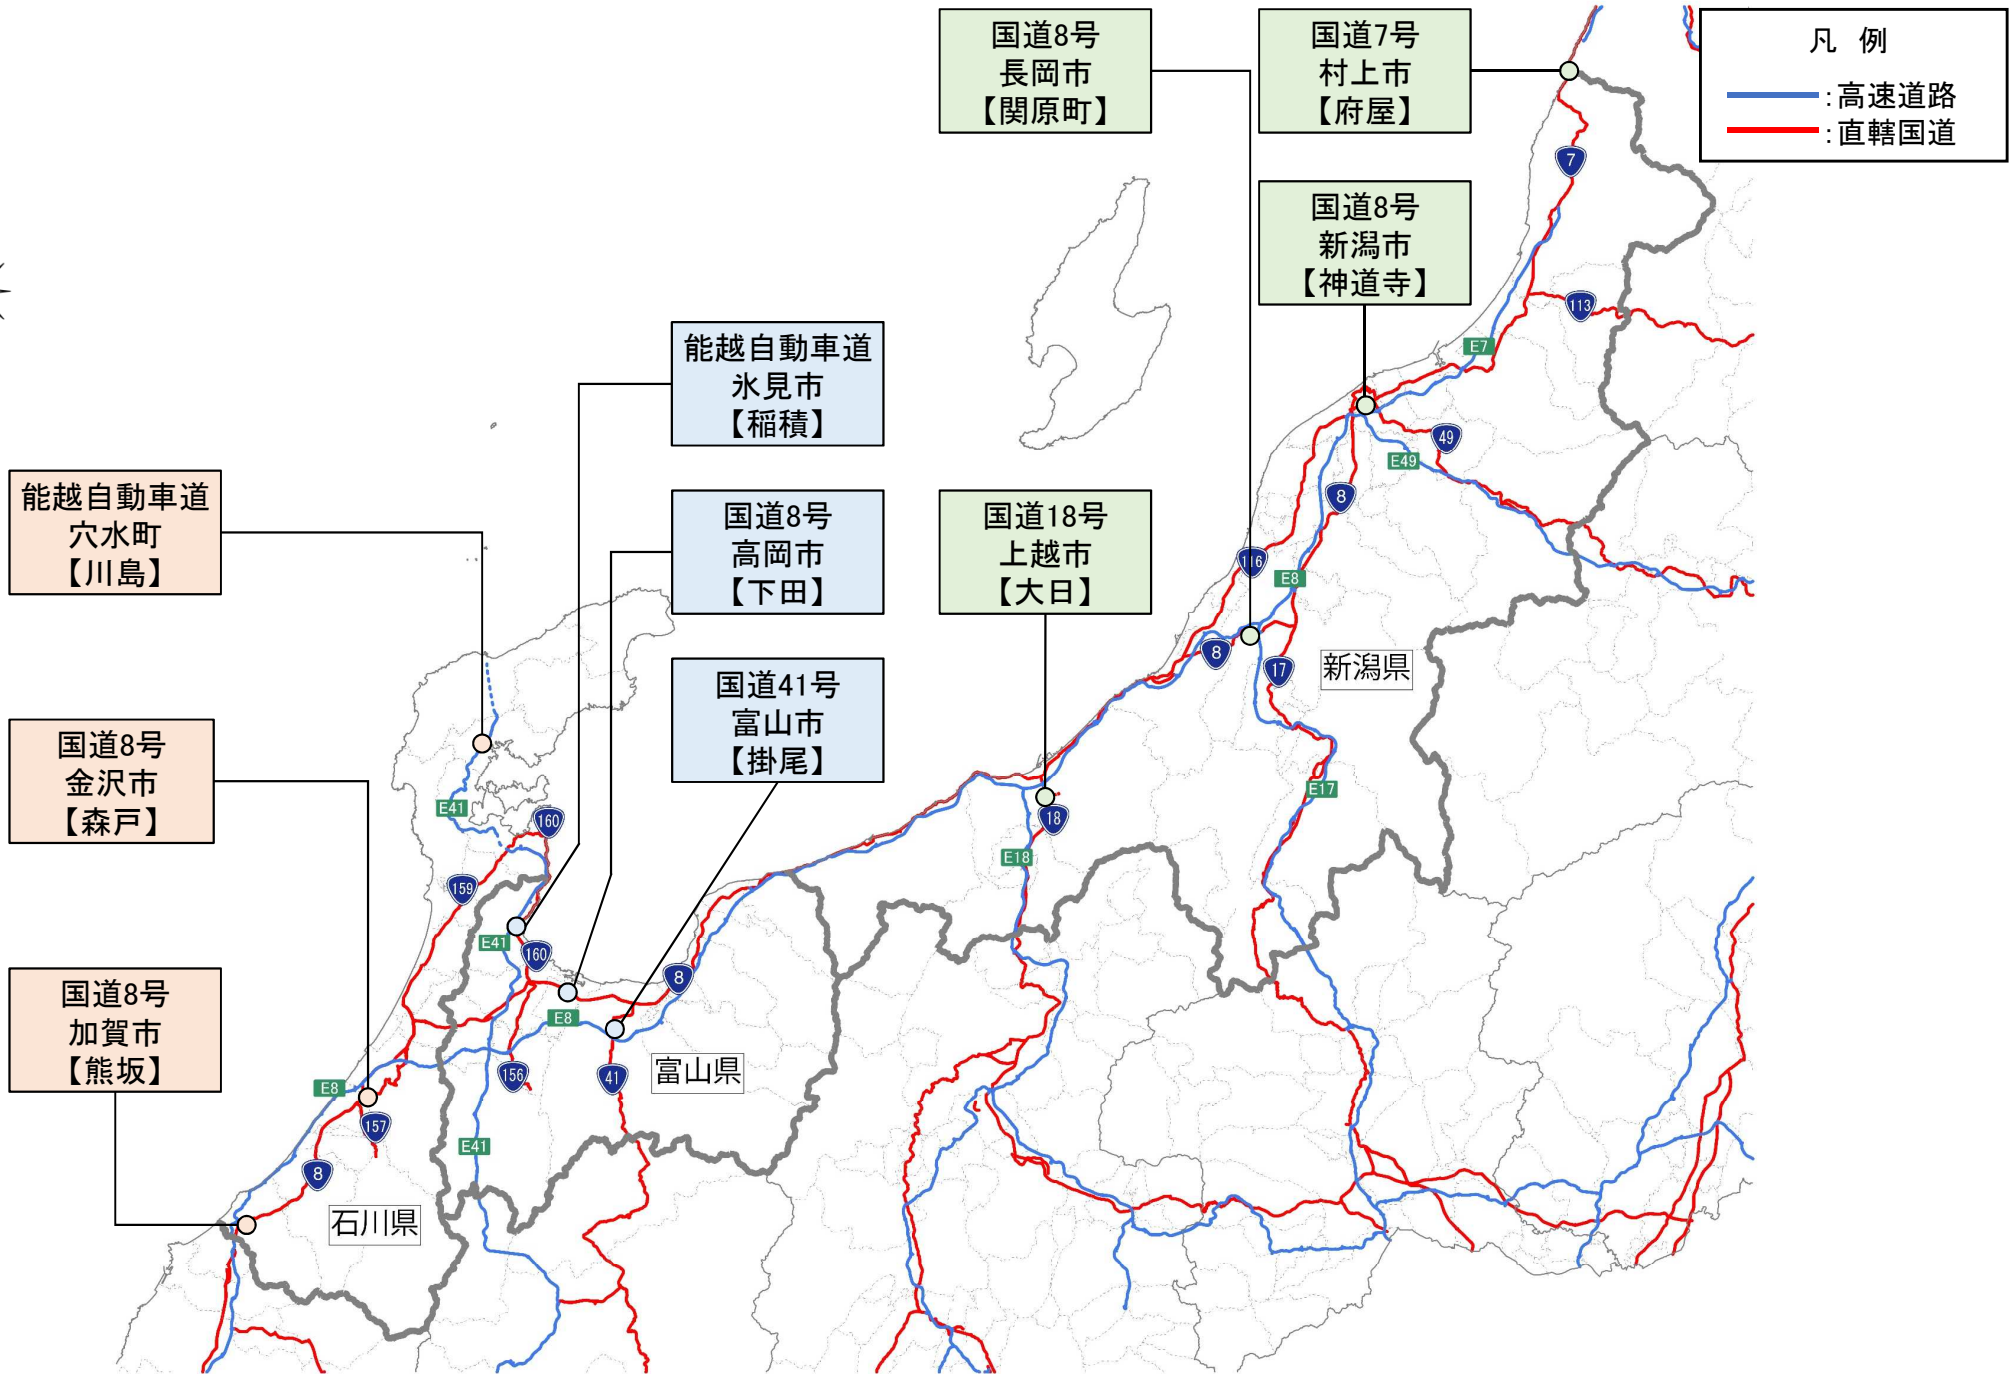 国道8号
長岡市
【関原町】
国道7号
村上市
【府屋】
凡 例
:高速道路
:直轄国道
国道8号
新潟市
【神道寺】
能越自動車道
氷見市
【稲積】
能越自動車道
穴水町
【川島】
国道8号
高岡市
【下田】
国道18号
上越市
【大日】
国道41号
富山市
【掛尾】
国道8号
金沢市
【森戸】
国道8号
加賀市
【熊坂】
7
113
E7
49
E49
8
116
E8
8
17
新潟県
E17
18
E18
E41
160
159
E41
160
8
E8
156
41
富山県
E8
157
E41
8
石川県